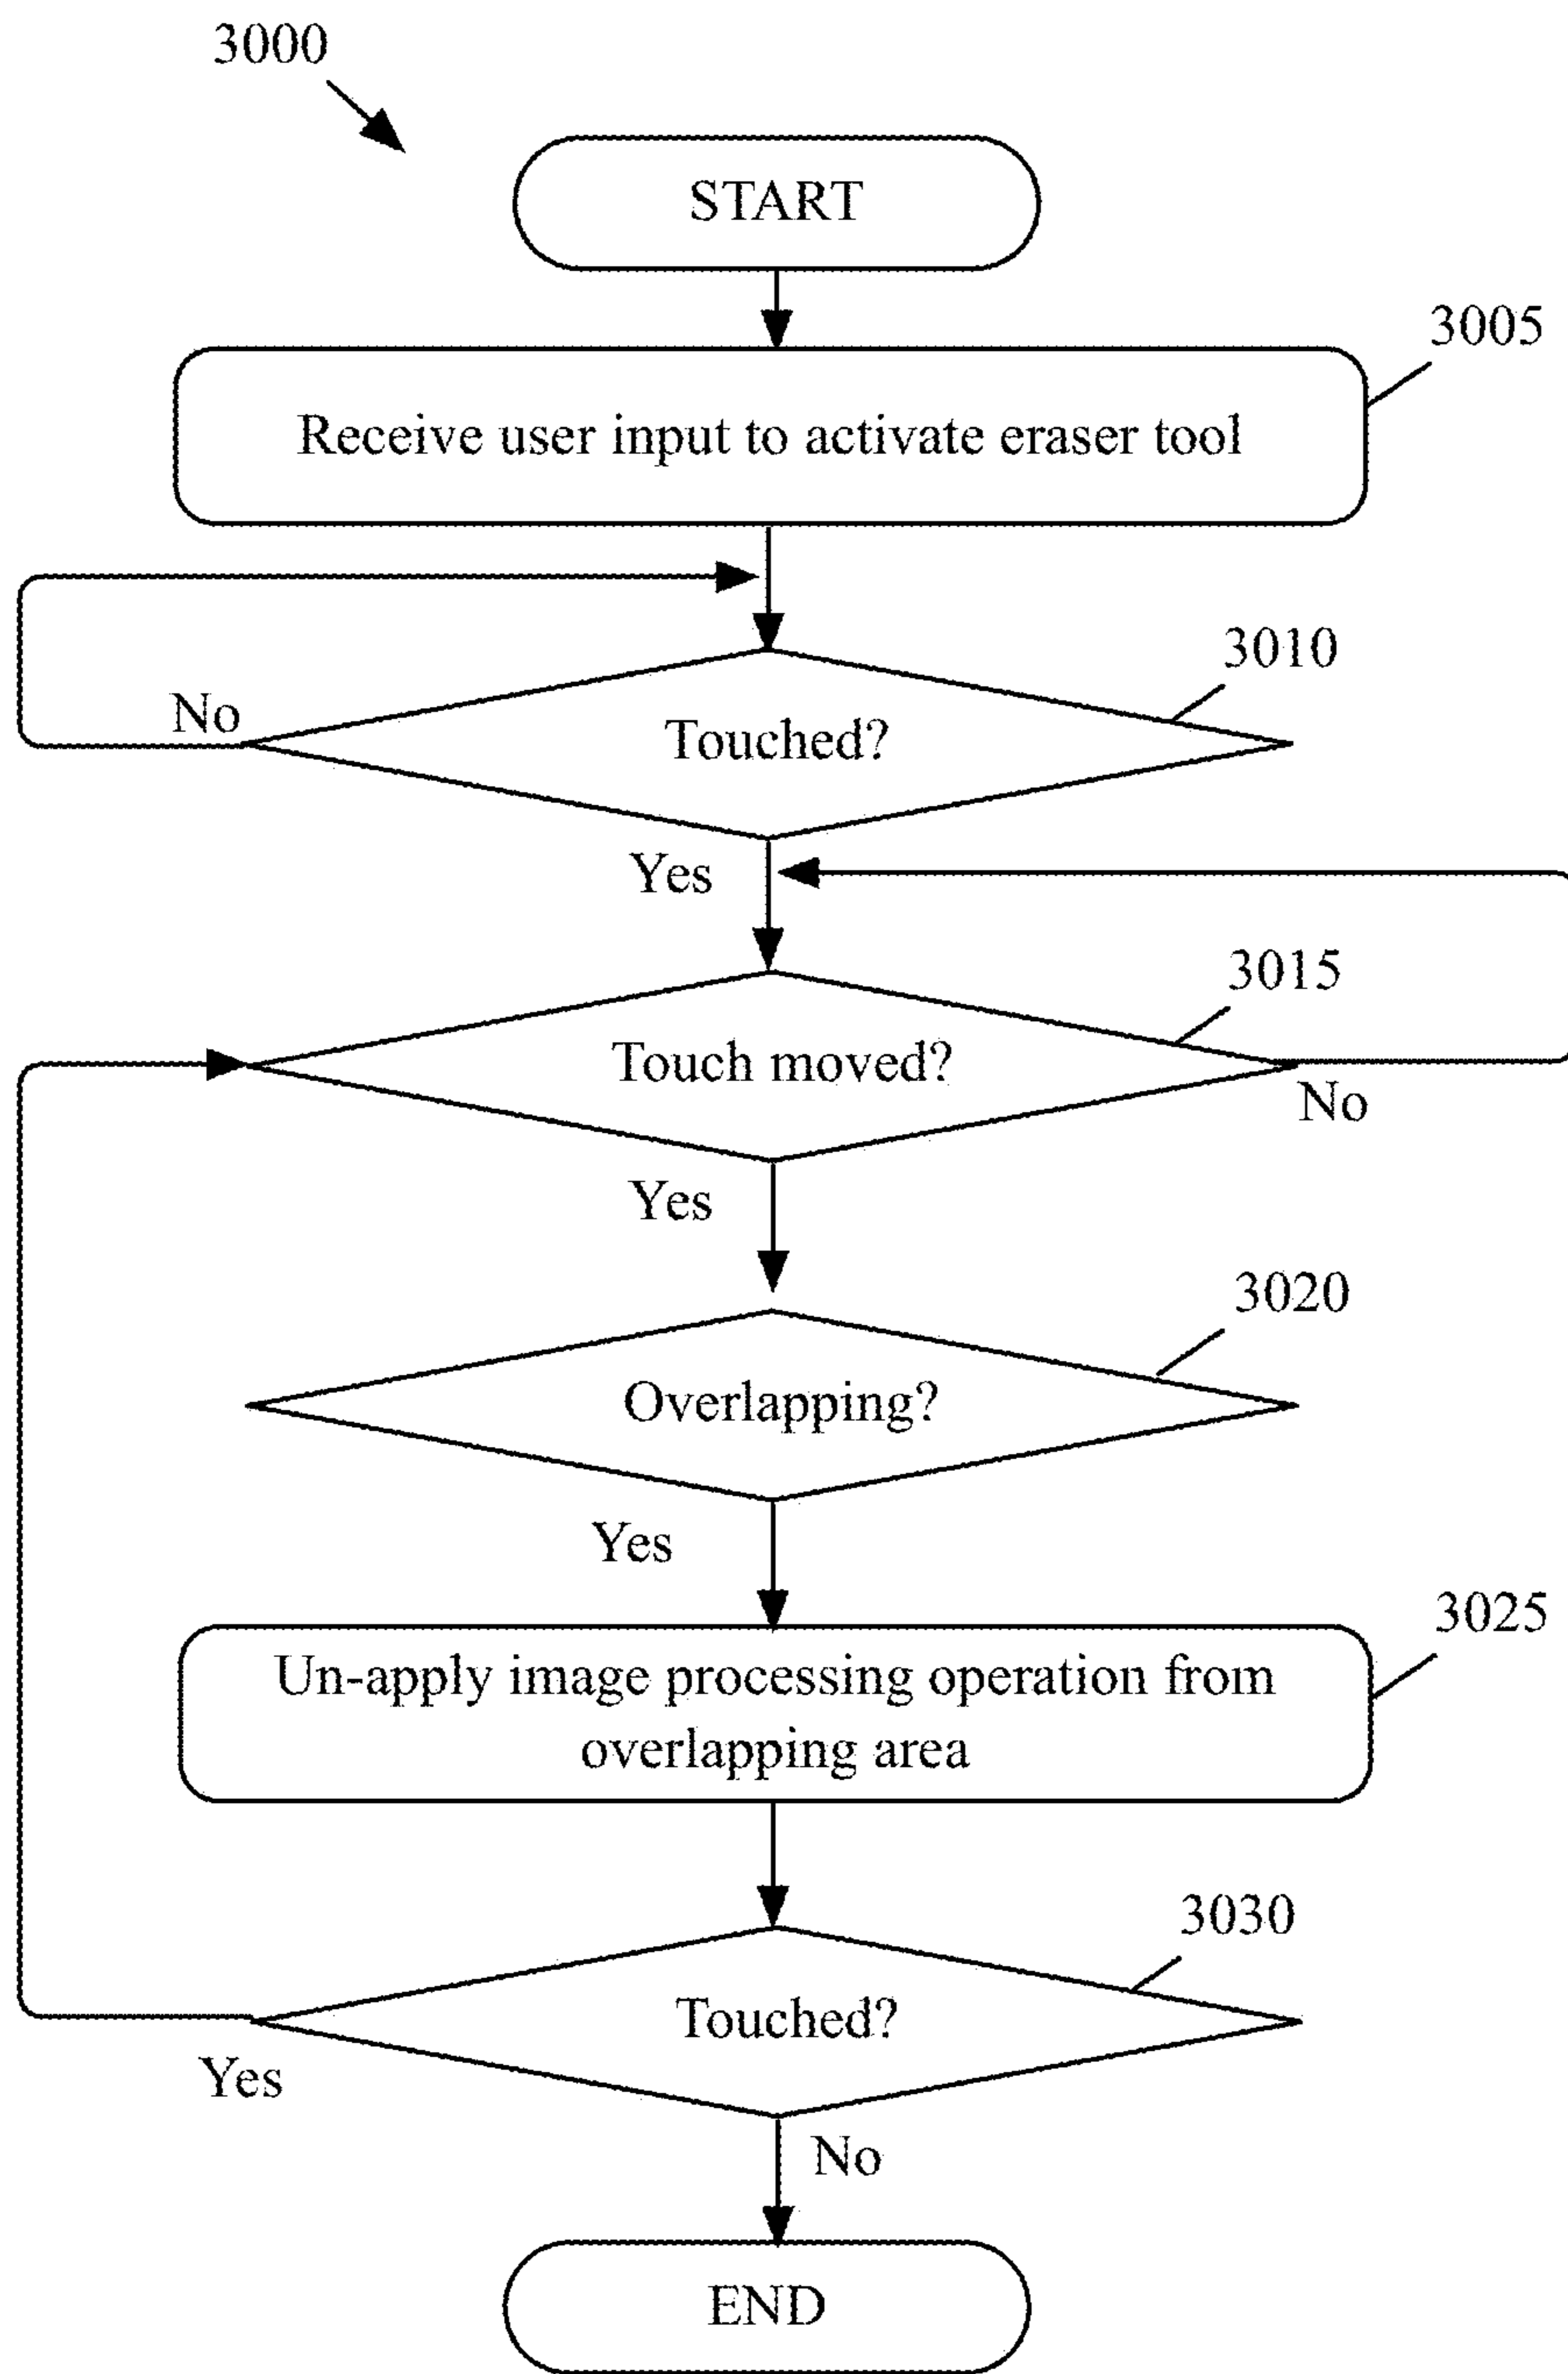 3000
START
3005
Receive user input to activate eraser tool
3010
No
Touched?
Yes
3015
Touch moved?
No
Yes
3020
Overlapping?
Yes
3025
Un-apply image processing operation from
overlapping area
3030
Touched?
Yes
No
END